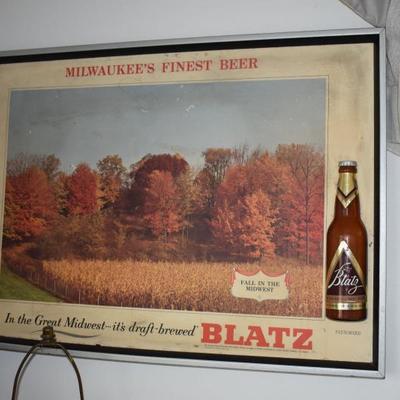 MILWAUKEE'S FINEST BEER
FALL IN THE
MIDWEST
Blatz
In the Great Midwest—it's draft-brewed
BLATZ